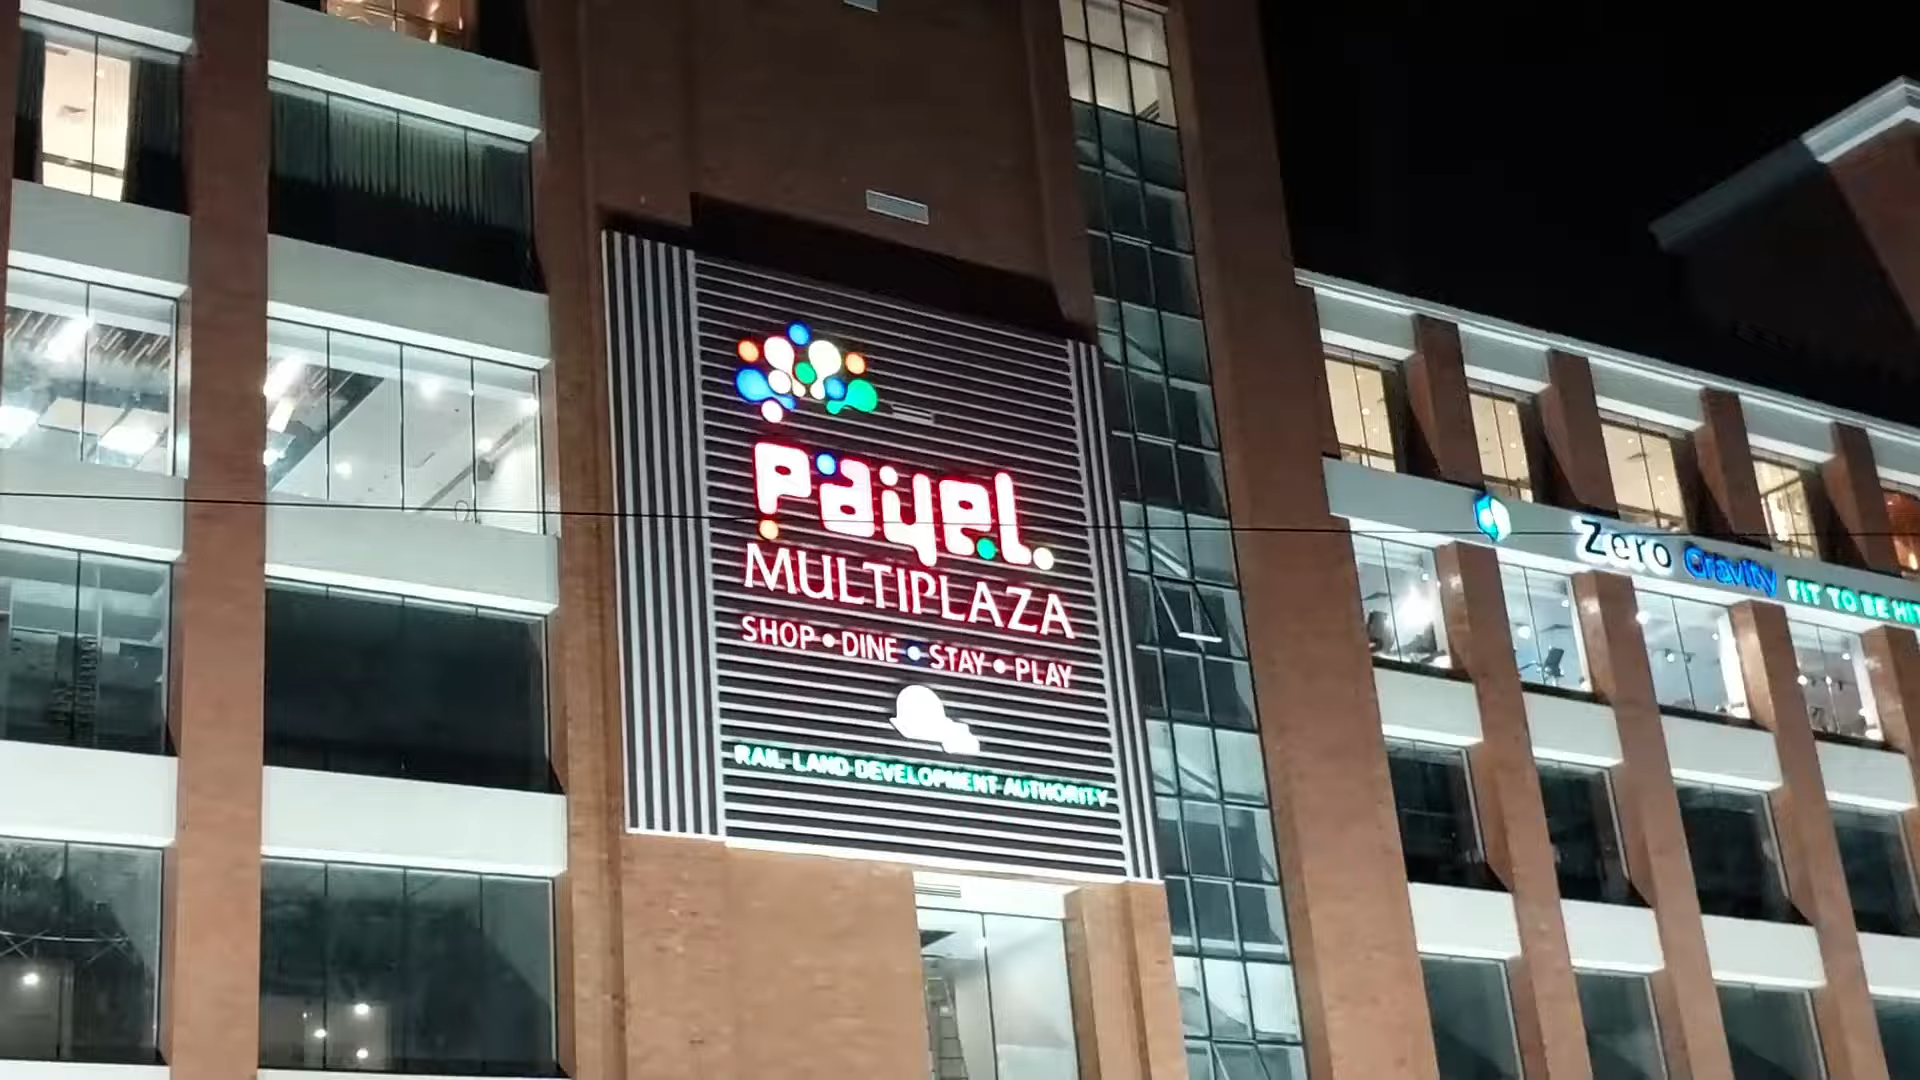 Payel
MULTIPLAZA
SHOP • DINE • STAY • PLAY
RAIL LAND DEVELOPMENT AUTHORITY
Zero Gravity FIT TO BE HIT